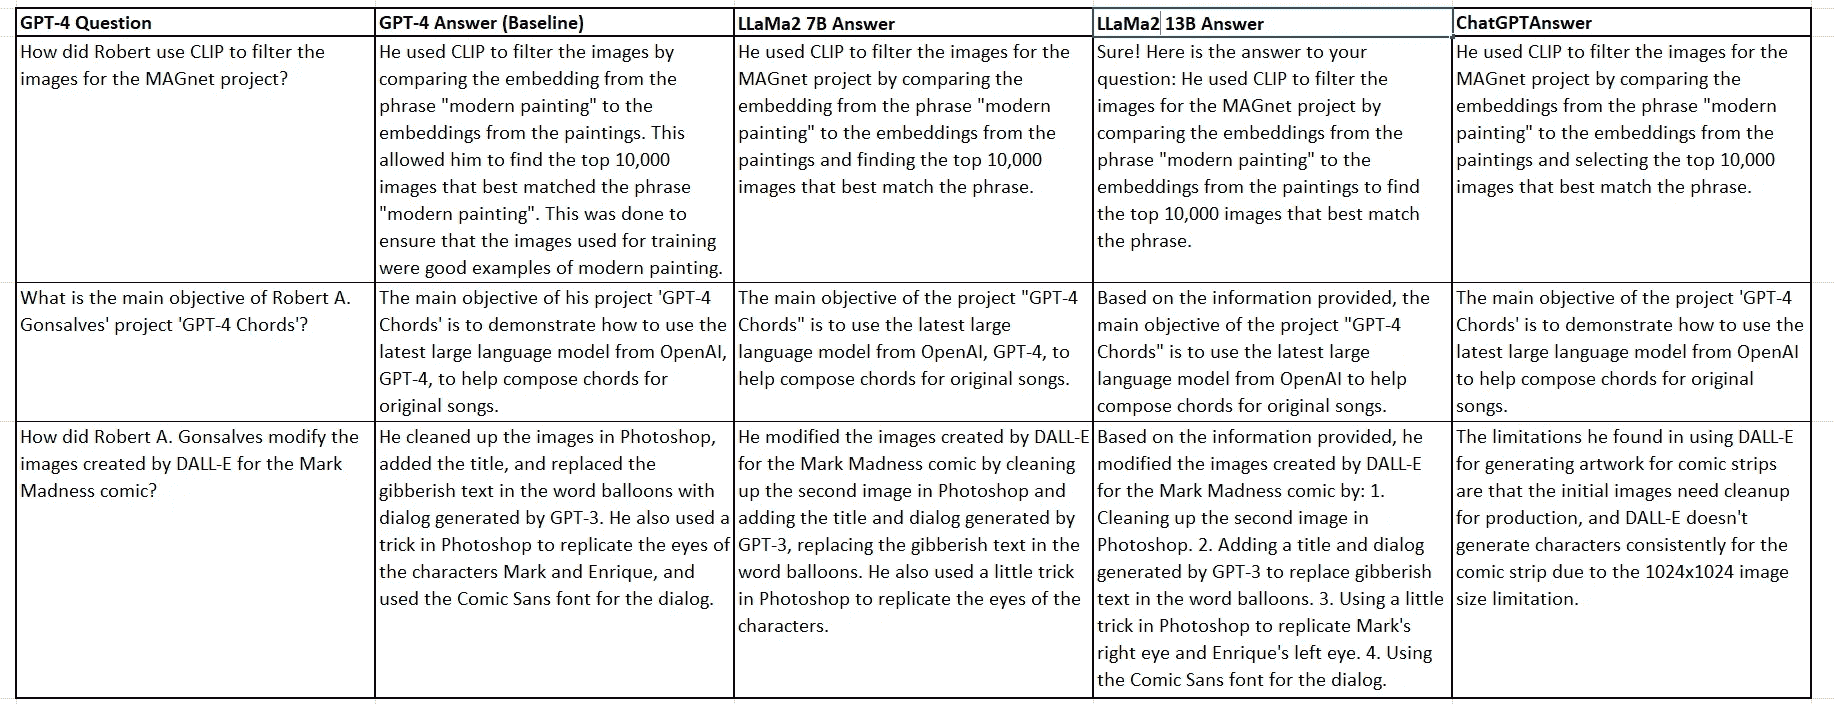 GPT-4 Question
GPT-4 Answer (Baseline)
LLaMa2 7B Answer
LLaMa2 13B Answer
ChatGPTAnswer
How did Robert use CLIP to filter the
images for the MAGnet project?
He used CLIP to filter the images by
comparing the embedding from the
phrase "modern painting" to the
embeddings from the paintings. This
allowed him to find the top 10,000
images that best matched the phrase
"modern painting". This was done to
ensure that the images used for training
were good examples of modern painting.
He used CLIP to filter the images for the
MAGnet project by comparing the
embedding from the phrase "modern
painting" to the embeddings from the
paintings and finding the top 10,000
images that best match the phrase.
Sure! Here is the answer to your
question: He used CLIP to filter the
images for the MAGnet project by
comparing the embeddings from the
phrase "modern painting" to the
embeddings from the paintings to find
the top 10,000 images that best match
the phrase.
He used CLIP to filter the images for the
MAGnet project by comparing the
embeddings from the phrase "modern
painting" to the embeddings from the
paintings and selecting the top 10,000
images that best match the phrase.
What is the main objective of Robert A.
Gonsalves' project 'GPT-4 Chords'?
The main objective of his project 'GPT-4
Chords' is to demonstrate how to use the
latest large language model from OpenAI,
GPT-4, to help compose chords for
original songs.
The main objective of the project "GPT-4
Chords" is to use the latest large
language model from OpenAI, GPT-4, to
help compose chords for original songs.
Based on the information provided, the
main objective of the project "GPT-4
Chords" is to use the latest large
language model from OpenAI to help
compose chords for original songs.
The main objective of the project 'GPT-4
Chords' is to demonstrate how to use the
latest large language model from OpenAI
to help compose chords for original
songs.
How did Robert A. Gonsalves modify the
images created by DALL-E for the Mark
Madness comic?
He cleaned up the images in Photoshop,
added the title, and replaced the
gibberish text in the word balloons with
dialog generated by GPT-3. He also used a
trick in Photoshop to replicate the eyes of
the characters Mark and Enrique, and
used the Comic Sans font for the dialog.
He modified the images created by DALL-E
for the Mark Madness comic by cleaning
up the second image in Photoshop and
adding the title and dialog generated by
GPT-3, replacing the gibberish text in the
word balloons. He also used a little trick
in Photoshop to replicate the eyes of the
characters.
Based on the information provided, he
modified the images created by DALL-E
for the Mark Madness comic by: 1.
Cleaning up the second image in
Photoshop. 2. Adding a title and dialog
generated by GPT-3 to replace gibberish
text in the word balloons. 3. Using a little
trick in Photoshop to replicate Mark's
right eye and Enrique's left eye. 4. Using
the Comic Sans font for the dialog.
The limitations he found in using DALL-E
for generating artwork for comic strips
are that the initial images need cleanup
for production, and DALL-E doesn't
generate characters consistently for the
comic strip due to the 1024x1024 image
size limitation.